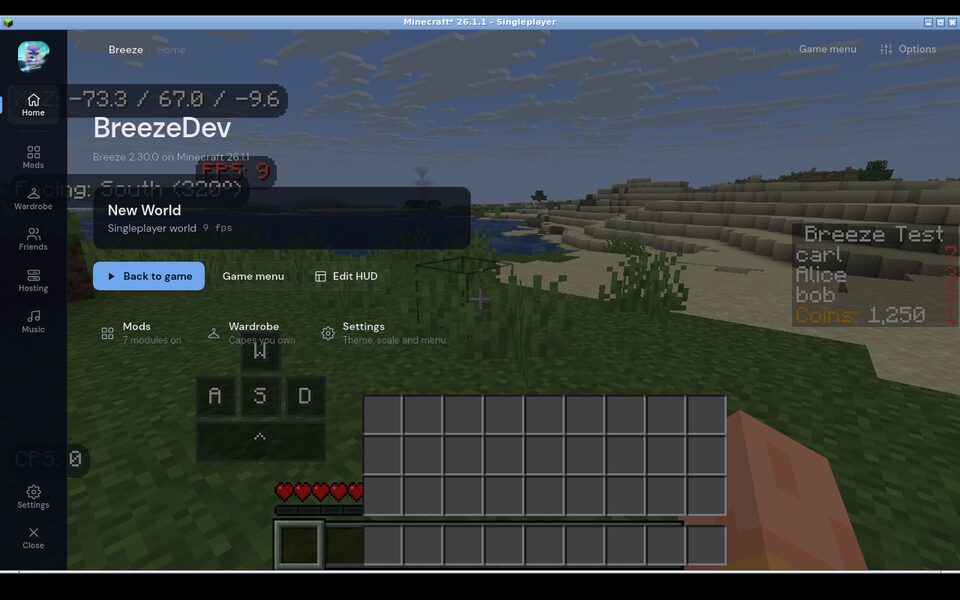 Minecraft* 26.1.1 - Singleplayer
Breeze / Home
Game menu
Options
-73.3 / 67.0 / -9.6
Home
BreezeDev
Breeze 2.30.0 on Minecraft 26.1.1
FPS: 9
Mods
Facing: South (320°)
Wardrobe
New World
Singleplayer world 9 fps
Friends
Breeze Test
carl
Alice
bob
Coins: 1,250
Back to game
Game menu
Edit HUD
Hosting
Music
Mods
7 modules on
Wardrobe
Capes you own
Settings
Theme, scale and menu.
W
A S D
^
CPS: 0
Settings
Close